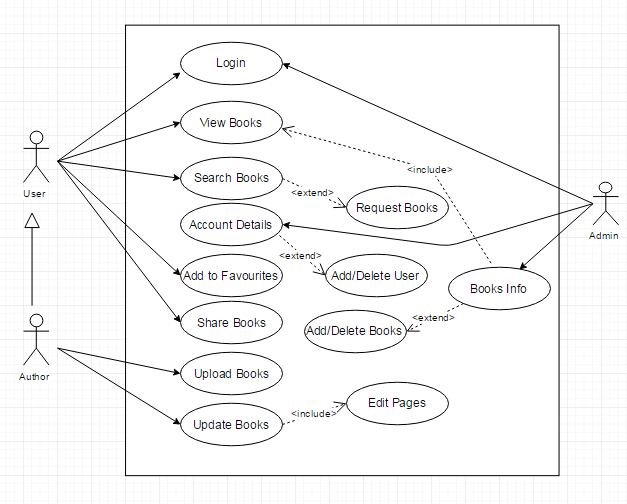 Login
View Books
<include>
Search Books
<extend>
Request Books
User
Account Details
Admin
<extend>
Add to Favourites
Add/Delete User
Books Info
<extend>
Share Books
Add/Delete Books
Author
Upload Books
Edit Pages
<include>
Update Books